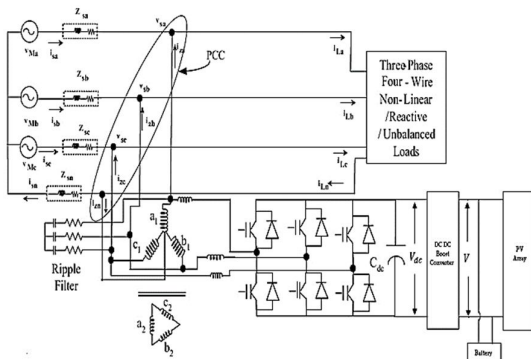 Z_sa
v_sa
v_Ma
i_sa
i_za
PCC
i_La
Z_sb
v_sb
v_Mb
i_sb
i_zb
i_Lb
Z_sc
v_sc
v_Mc
i_sc
i_zc
i_Lc
Z_sn
i_sn
i_zn
i_Ln
Three-Phase
Four - Wire
Non-Linear
/Reactive
/ Unbalanced
Loads
a_1
c_1
b_1
Ripple
Filter
C_dc
V_dc
DC DC
Boost
Converter
V
PV
Array
a_2
c_2
b_2
Battery